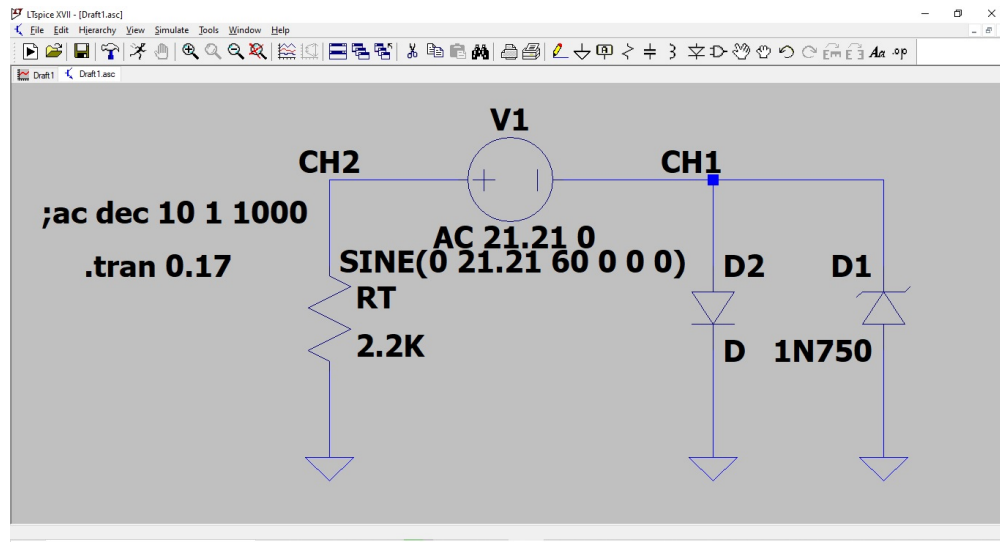 LTspice XVII - [Draft1.asc]
File Edit Hierarchy View Simulate Tools Window Help
Aa .op
Draft1 Draft1.asc
V1
CH2 CH1
;ac dec 10 1 1000
AC 21.21 0
.tran 0.17 SINE(0 21.21 60 0 0 0) D2 D1
RT
2.2K D 1N750